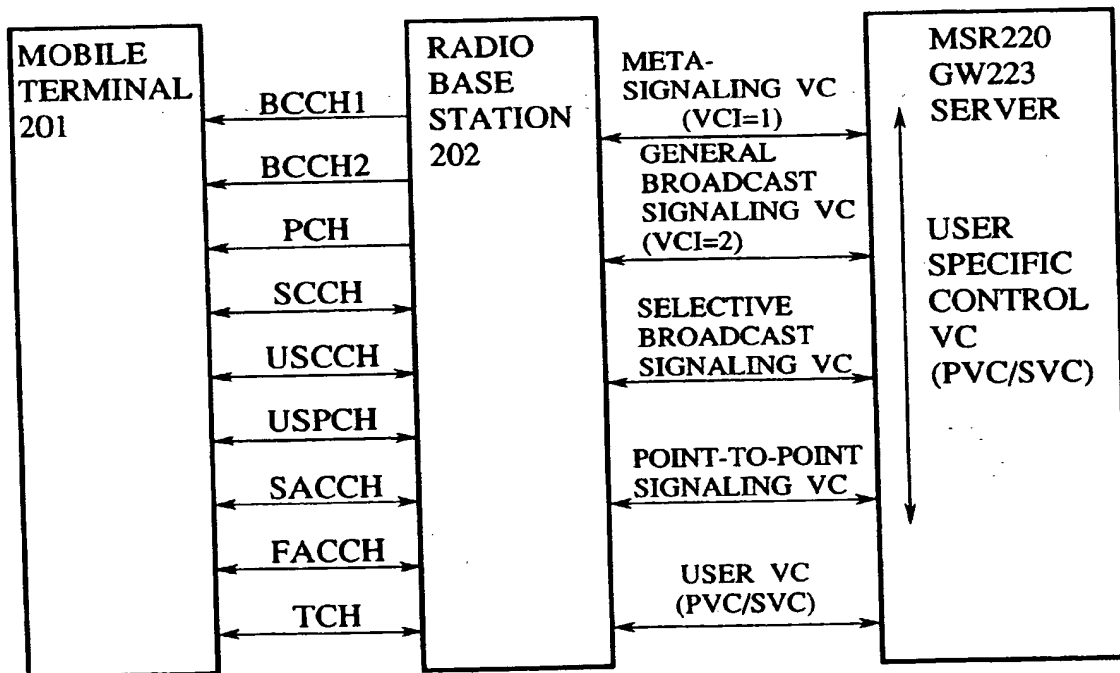 MOBILE
TERMINAL
201
BCCH1
BCCH2
PCH
SCCH
USCCH
USPCH
SACCH
FACCH
TCH
RADIO
BASE
STATION
202
META-
SIGNALING VC
(VCI=1)
GENERAL
BROADCAST
SIGNALING VC
(VCI=2)
SELECTIVE
BROADCAST
SIGNALING VC
POINT-TO-POINT
SIGNALING VC
USER VC
(PVC/SVC)
MSR220
GW223
SERVER
USER
SPECIFIC
CONTROL
VC
(PVC/SVC)